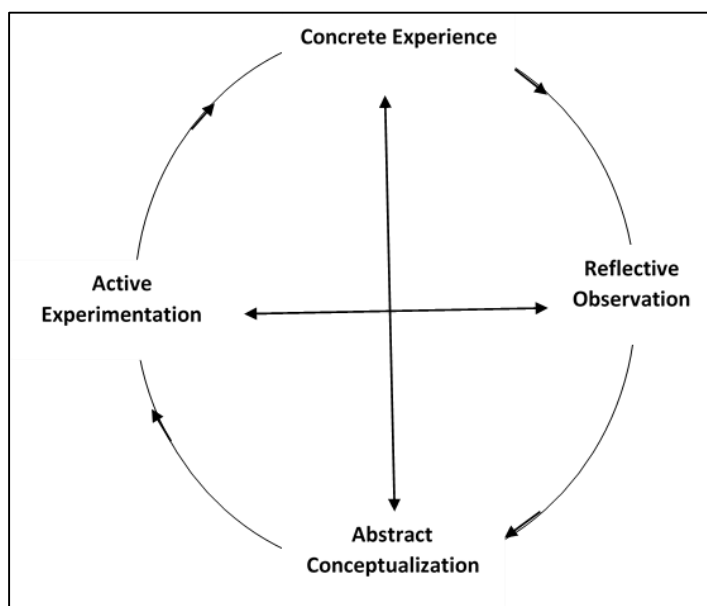 Concrete Experience
Reflective
Observation
Abstract
Conceptualization
Active
Experimentation